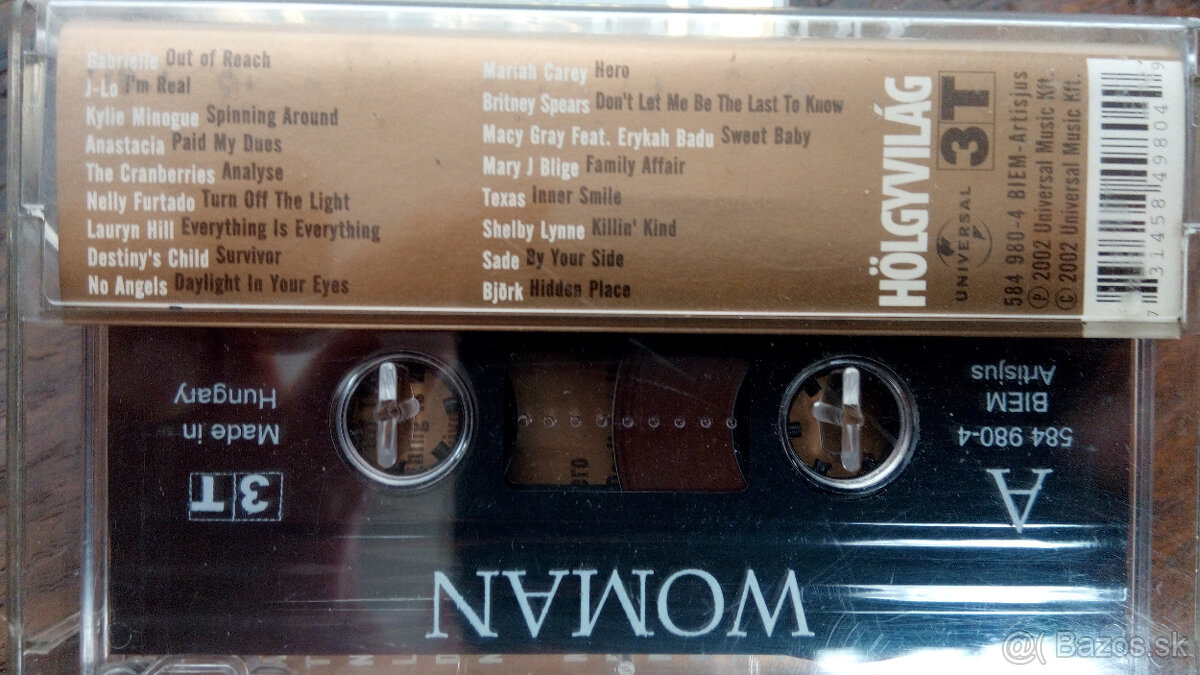 Gabrielle Out of Reach
J-Lo I'm Real
Kylie Minogue Spinning Around
Anastacia Paid My Dues
The Cranberries Analyse
Nelly Furtado Turn Off The Light
Lauryn Hill Everything Is Everything
Destiny's Child Survivor
No Angels Daylight In Your Eyes
Mariah Carey Hero
Britney Spears Don't Let Me Be The Last To Know
Macy Gray Feat. Erykah Badu Sweet Baby
Mary J Blige Family Affair
Texas Inner Smile
Shelby Lynne Killin' Kind
Sade By Your Side
Björk Hidden Place
HÖLGYVILÁG
UNIVERSAL
3T
584 980-4 BIEM-Artisjus
℗ 2002 Universal Music Kft.
© 2002 Universal Music Kft.
7 31458 49804 9
WOMAN
A
584 980-4
BIEM
Artisjus
3T
Made in
Hungary
@( Bazos.sk